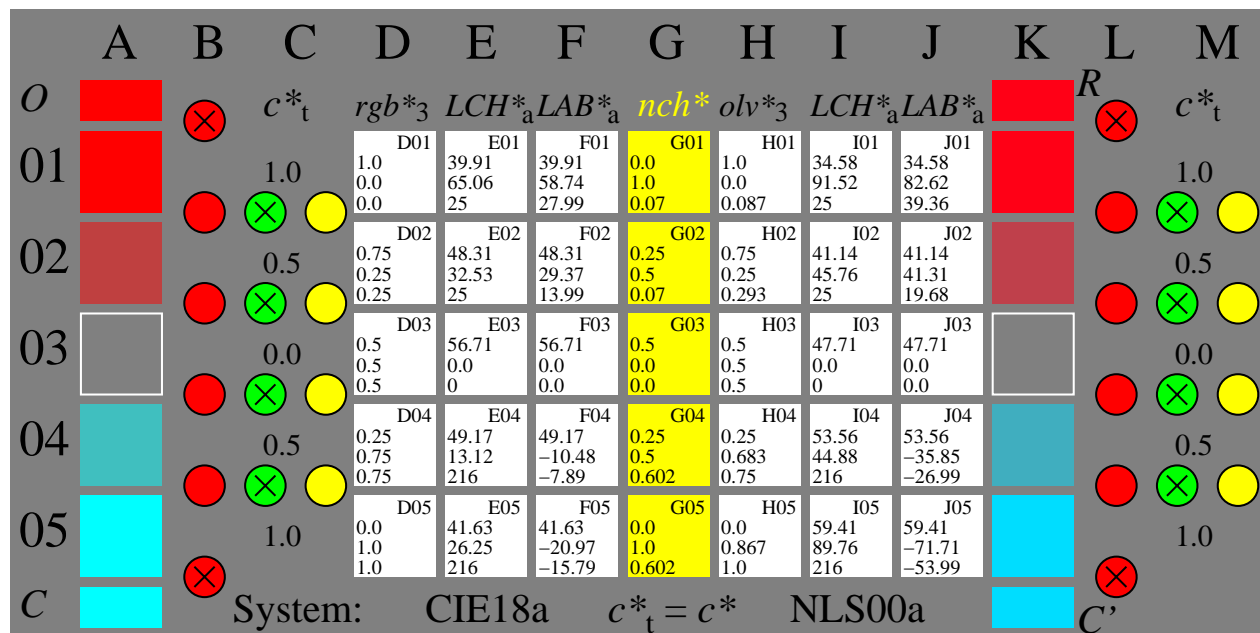 A B C D E F G H I J K L M
O c*t rgb*3 LCH*a LAB*a nch* olv*3 LCH*a LAB*a R c*t
01 1.0 1.0
D01 E01 F01 G01 H01 I01 J01
1.0 39.91 39.91 0.0 1.0 34.58 34.58
0.0 65.06 58.74 1.0 0.0 91.52 82.62
0.0 25 27.99 0.07 0.087 25 39.36
02 0.5 0.5
D02 E02 F02 G02 H02 I02 J02
0.75 48.31 48.31 0.25 0.75 41.14 41.14
0.25 32.53 29.37 0.5 0.25 45.76 41.31
0.25 25 13.99 0.07 0.293 25 19.68
03 0.0 0.0
D03 E03 F03 G03 H03 I03 J03
0.5 56.71 56.71 0.5 0.5 47.71 47.71
0.5 0.0 0.0 0.0 0.5 0.0 0.0
0.5 0 0.0 0.0 0.5 0 0.0
04 0.5 0.5
D04 E04 F04 G04 H04 I04 J04
0.25 49.17 49.17 0.25 0.25 53.56 53.56
0.75 13.12 −10.48 0.5 0.683 44.88 −35.85
0.75 216 −7.89 0.602 0.75 216 −26.99
05 1.0 1.0
D05 E05 F05 G05 H05 I05 J05
0.0 41.63 41.63 0.0 0.0 59.41 59.41
1.0 26.25 −20.97 1.0 0.867 89.76 −71.71
1.0 216 −15.79 0.602 1.0 216 −53.99
C System: CIE18a c*t = c* NLS00a C'